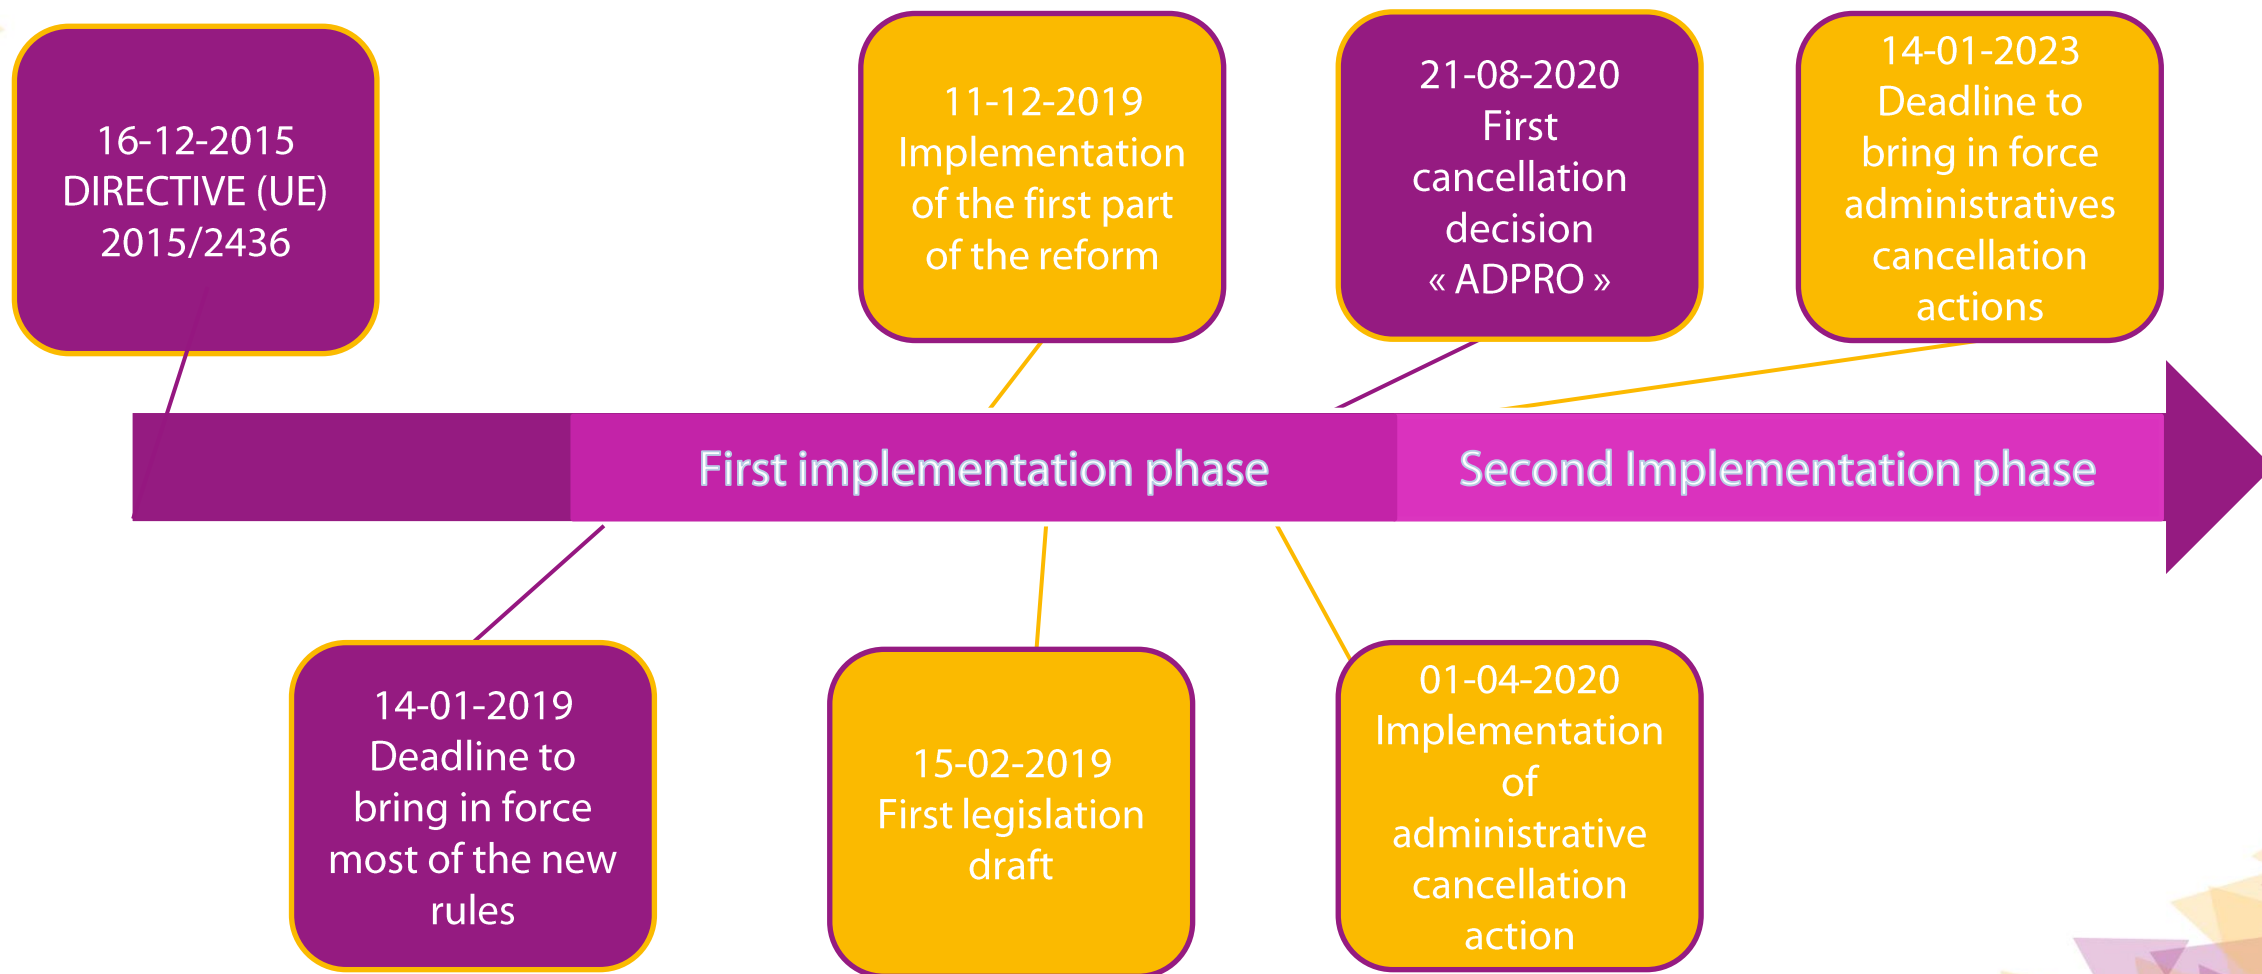 16-12-2015
DIRECTIVE (UE)
2015/2436
11-12-2019
Implementation
of the first part
of the reform
21-08-2020
First
cancellation
decision
« ADPRO »
14-01-2023
Deadline to
bring in force
administratives
cancellation
actions
First implementation phase
Second Implementation phase
14-01-2019
Deadline to
bring in force
most of the new
rules
15-02-2019
First legislation
draft
01-04-2020
Implementation
of
administrative
cancellation
action